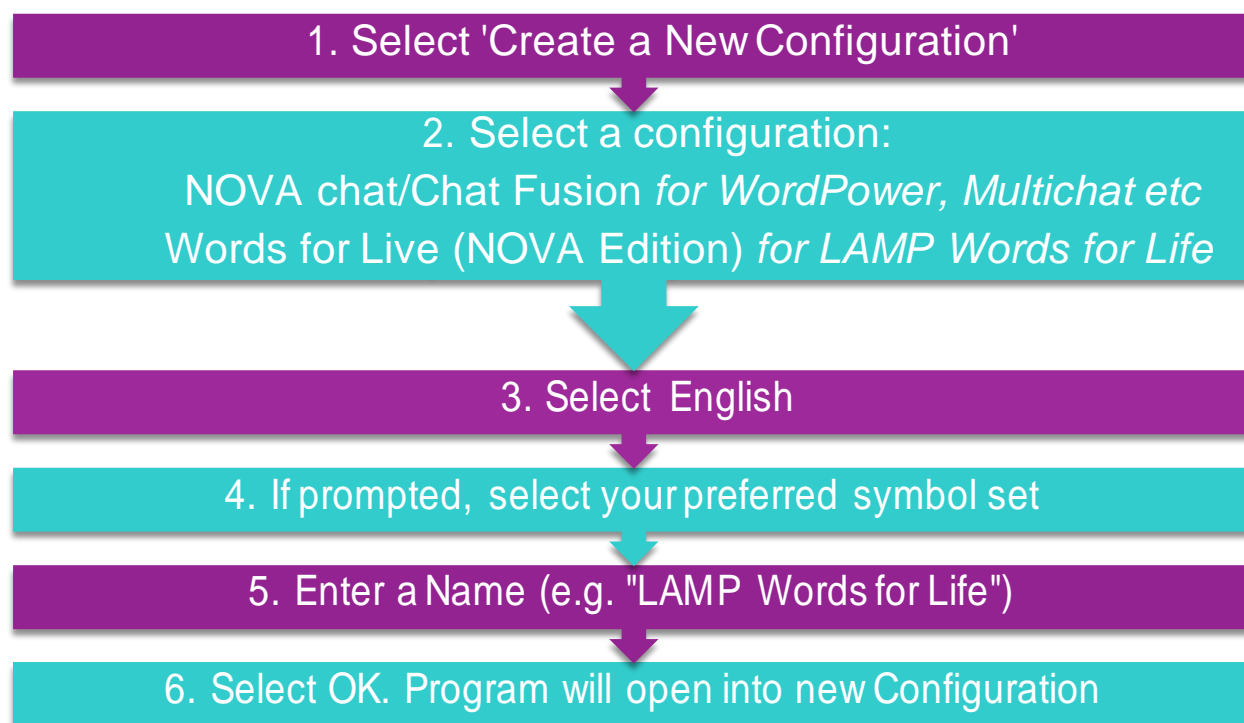 1. Select 'Create a New Configuration'
2. Select a configuration:
NOVA chat/Chat Fusion for WordPower, Multichat etc
Words for Live (NOVA Edition) for LAMP Words for Life
3. Select English
4. If prompted, select your preferred symbol set
5. Enter a Name (e.g. "LAMP Words for Life")
6. Select OK. Program will open into new Configuration